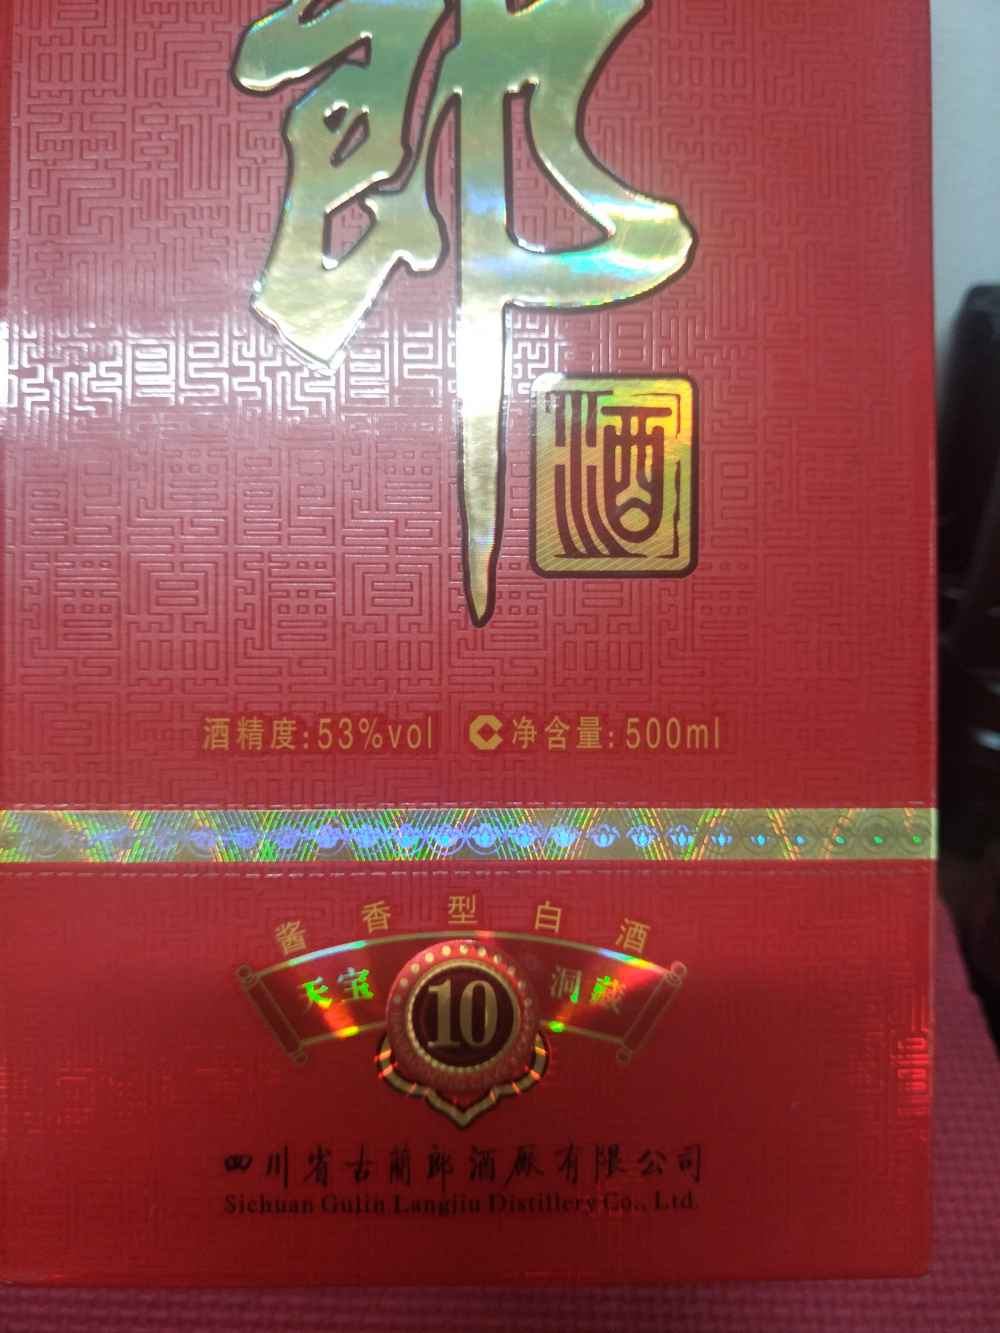 郎
酒
酒精度:53%vol 净含量:500ml
酱香型白酒
天宝 10 洞藏
四川省古蔺郎酒厂有限公司
Sichuan Gulin Langjiu Distillery Co., Ltd.